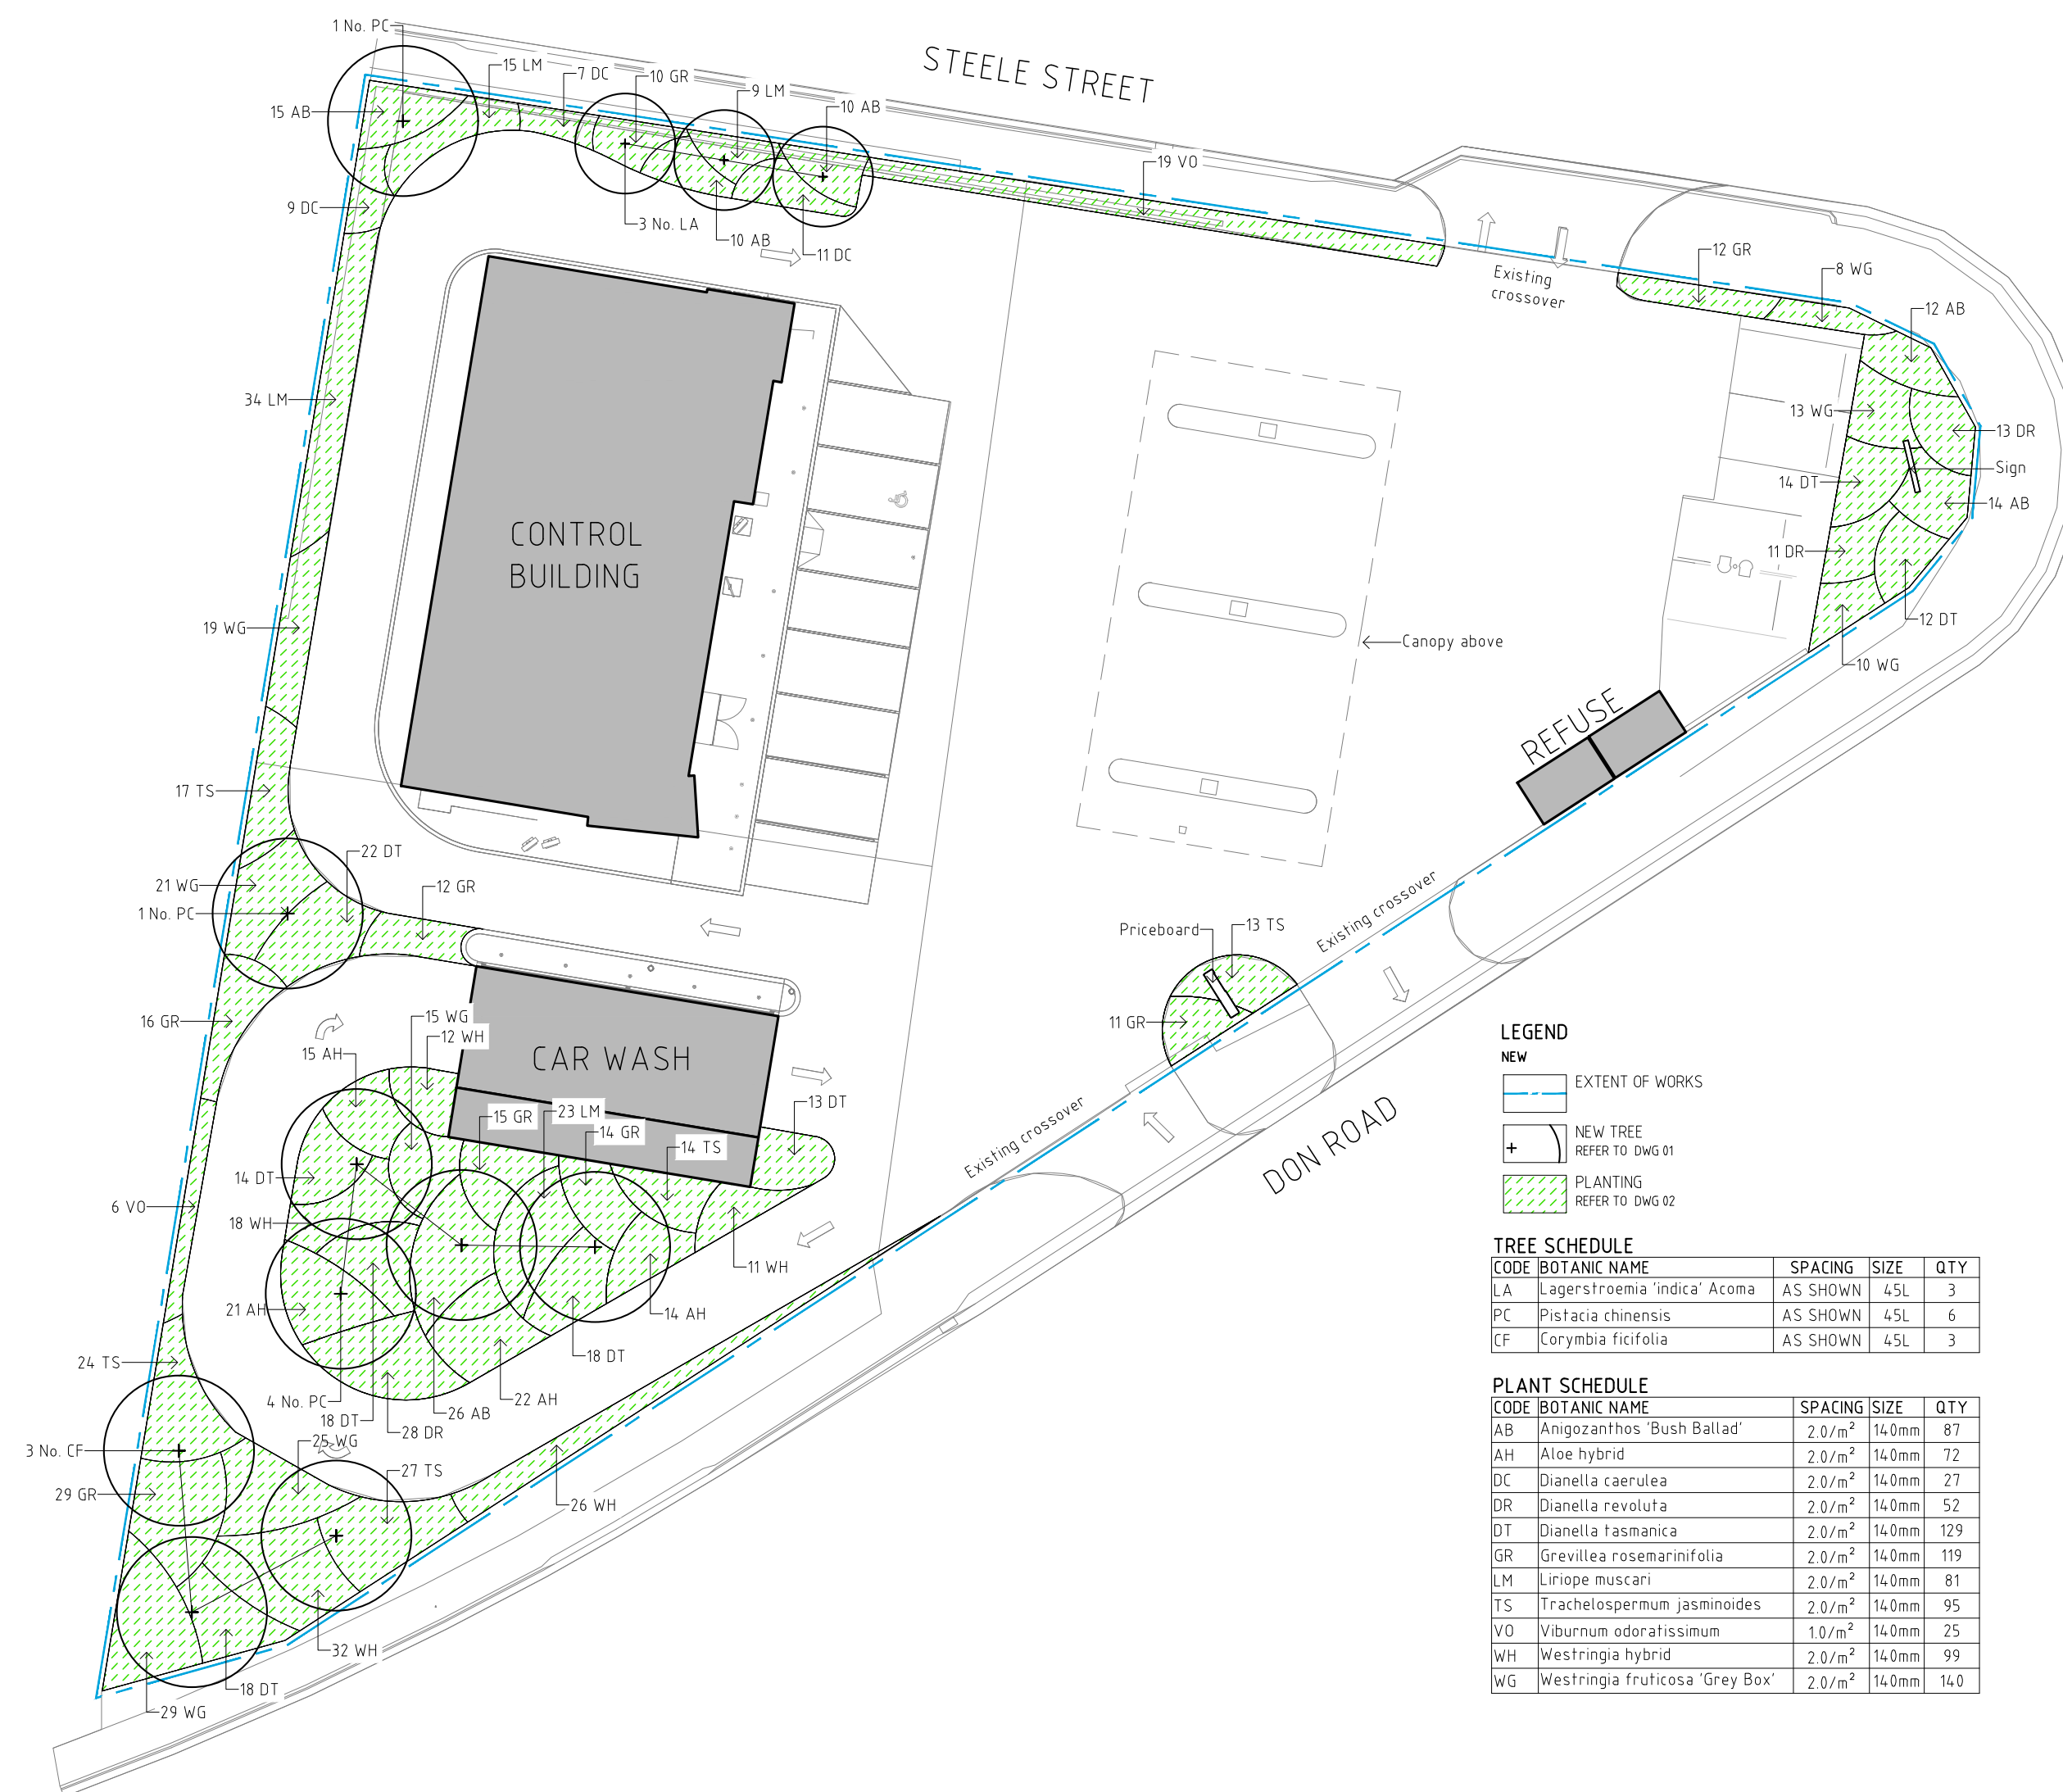 STEELE STREET
1 No. PC
15 LM
7 DC
10 GR
9 LM
10 AB
15 AB
19 VO
9 DC
3 No. LA
10 AB
11 DC
Existing
crossover
12 GR
8 WG
12 AB
34 LM
13 WG
13 DR
Sign
14 DT
14 AB
CONTROL
BUILDING
11 DR
19 WG
12 DT
Canopy above
10 WG
REFUSE
17 TS
22 DT
21 WG
12 GR
1 No. PC
Existing crossover
Priceboard
13 TS
16 GR
11 GR
15 WG
12 WH
15 AH
CAR WASH
15 GR
23 LM
14 GR
14 TS
13 DT
Existing crossover
DON ROAD
14 DT
6 VO
18 WH
11 WH
21 AH
14 AH
24 TS
18 DT
4 No. PC
22 AH
26 AB
18 DT
28 DR
25 WG
3 No. CF
27 TS
29 GR
26 WH
32 WH
18 DT
29 WG
LEGEND
NEW
EXTENT OF WORKS
NEW TREE
REFER TO DWG 01
PLANTING
REFER TO DWG 02
TREE SCHEDULE
CODE BOTANIC NAME SPACING SIZE QTY
LA Lagerstroemia 'indica' Acoma AS SHOWN 45L 3
PC Pistacia chinensis AS SHOWN 45L 6
CF Corymbia ficifolia AS SHOWN 45L 3
PLANT SCHEDULE
CODE BOTANIC NAME SPACING SIZE QTY
AB Anigozanthos 'Bush Ballad' 2.0/m² 140mm 87
AH Aloe hybrid 2.0/m² 140mm 72
DC Dianella caerulea 2.0/m² 140mm 27
DR Dianella revoluta 2.0/m² 140mm 52
DT Dianella tasmanica 2.0/m² 140mm 129
GR Grevillea rosemarinifolia 2.0/m² 140mm 119
LM Liriope muscari 2.0/m² 140mm 81
TS Trachelospermum jasminoides 2.0/m² 140mm 95
VO Viburnum odoratissimum 1.0/m² 140mm 25
WH Westringia hybrid 2.0/m² 140mm 99
WG Westringia fruticosa 'Grey Box' 2.0/m² 140mm 140